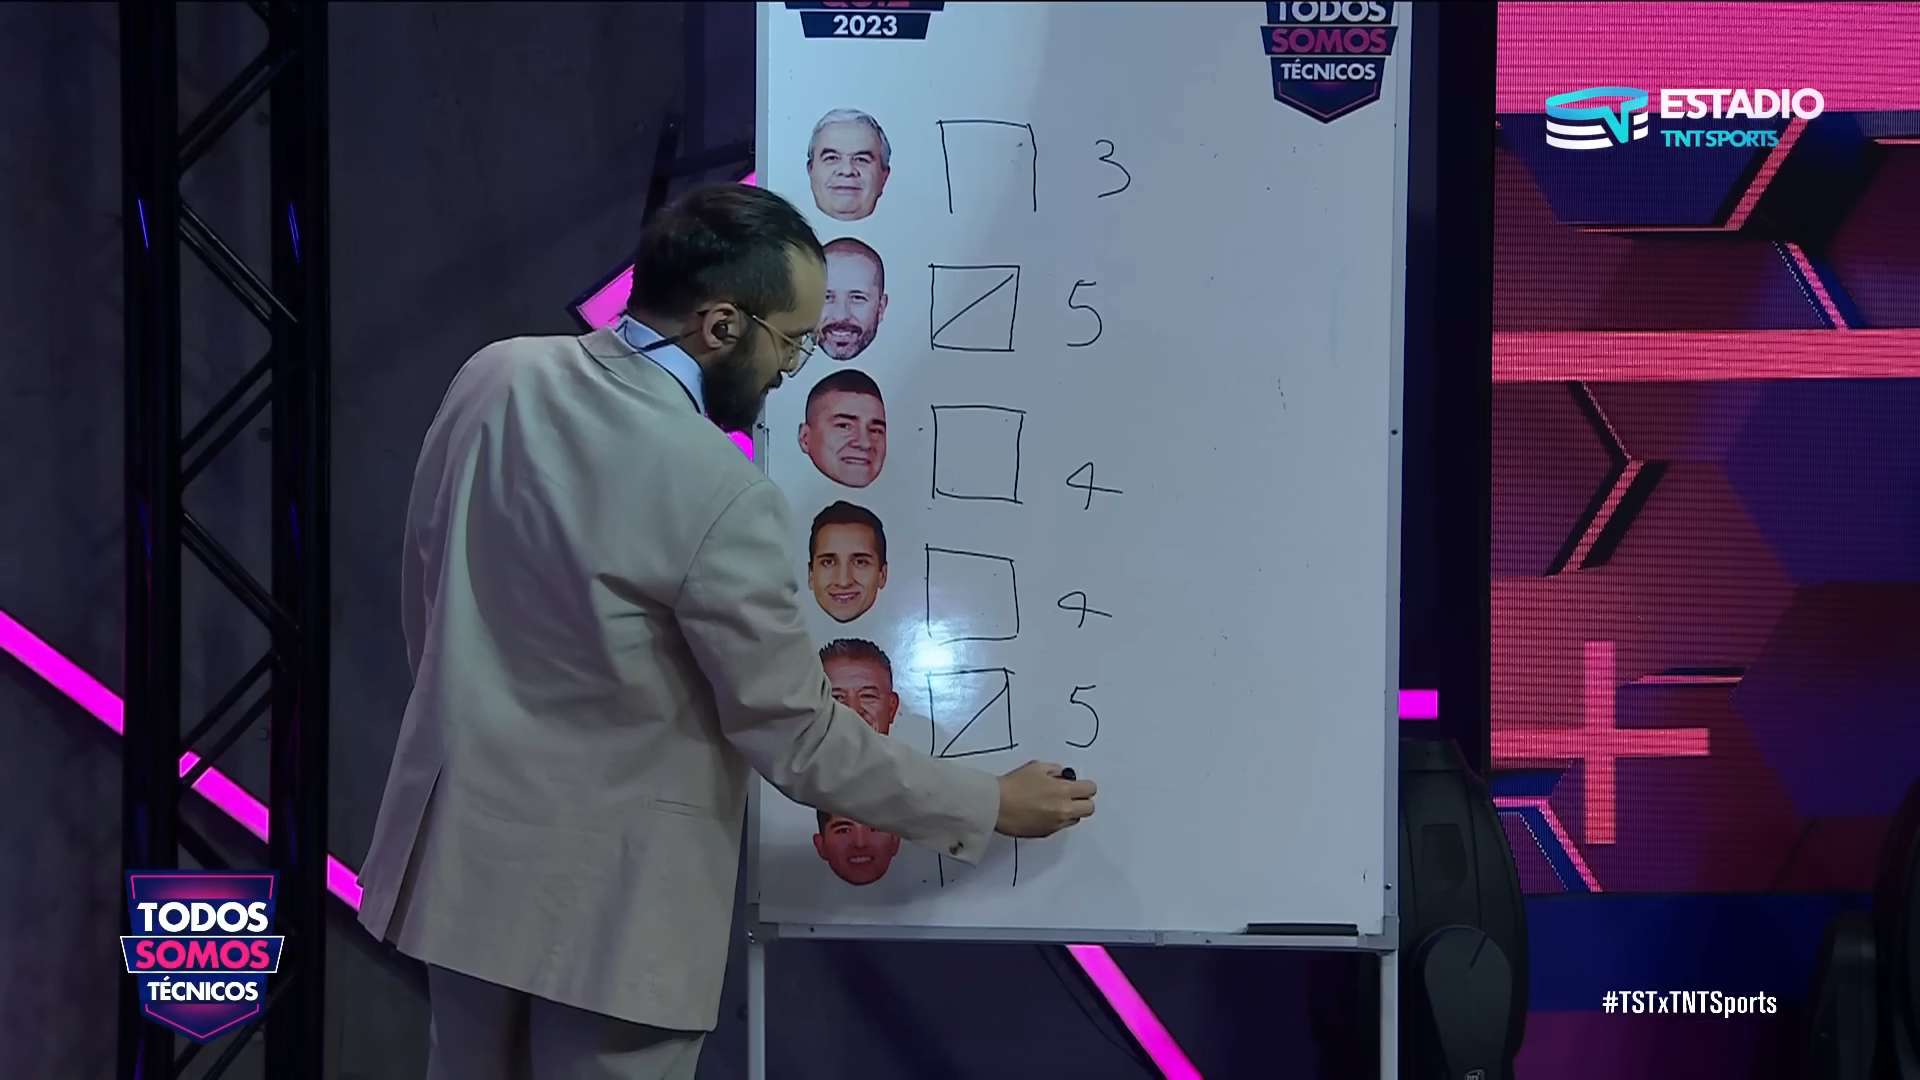 2023
TODOS
SOMOS
TÉCNICOS
ESTADIO
TNT SPORTS
3
5
4
4
5
TODOS
SOMOS
TÉCNICOS
#TSTxTNTSports